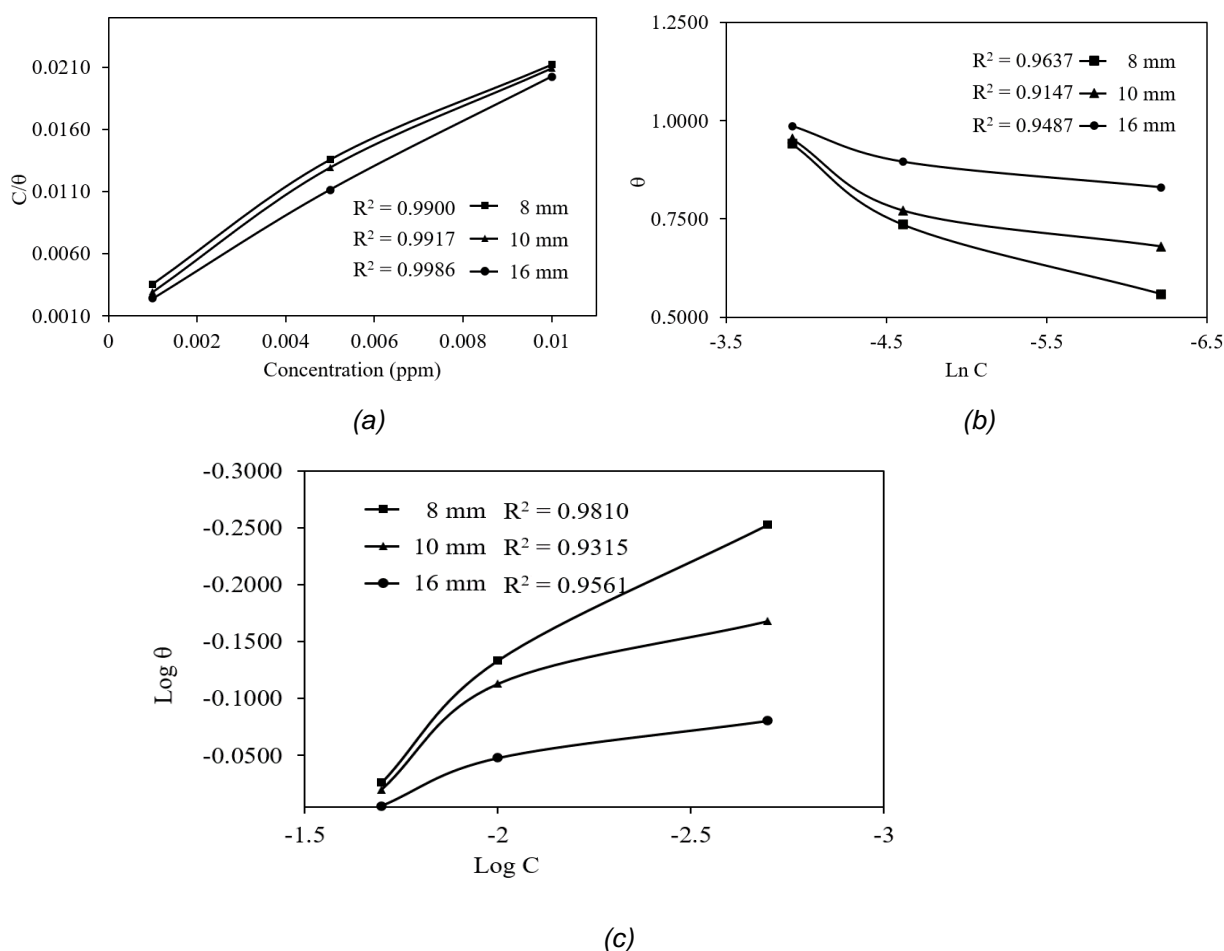 C/θ
0.0210
0.0160
0.0110
0.0060
0.0010
0 0.002 0.004 0.006 0.008 0.01
Concentration (ppm)
R² = 0.9900 8 mm
R² = 0.9917 10 mm
R² = 0.9986 16 mm
(a)
θ
1.2500
1.0000
0.7500
0.5000
-3.5 -4.5 -5.5 -6.5
Ln C
R² = 0.9637 8 mm
R² = 0.9147 10 mm
R² = 0.9487 16 mm
(b)
Log θ
-0.3000
-0.2500
-0.2000
-0.1500
-0.1000
-0.0500
-1.5 -2 -2.5 -3
Log C
8 mm R² = 0.9810
10 mm R² = 0.9315
16 mm R² = 0.9561
(c)